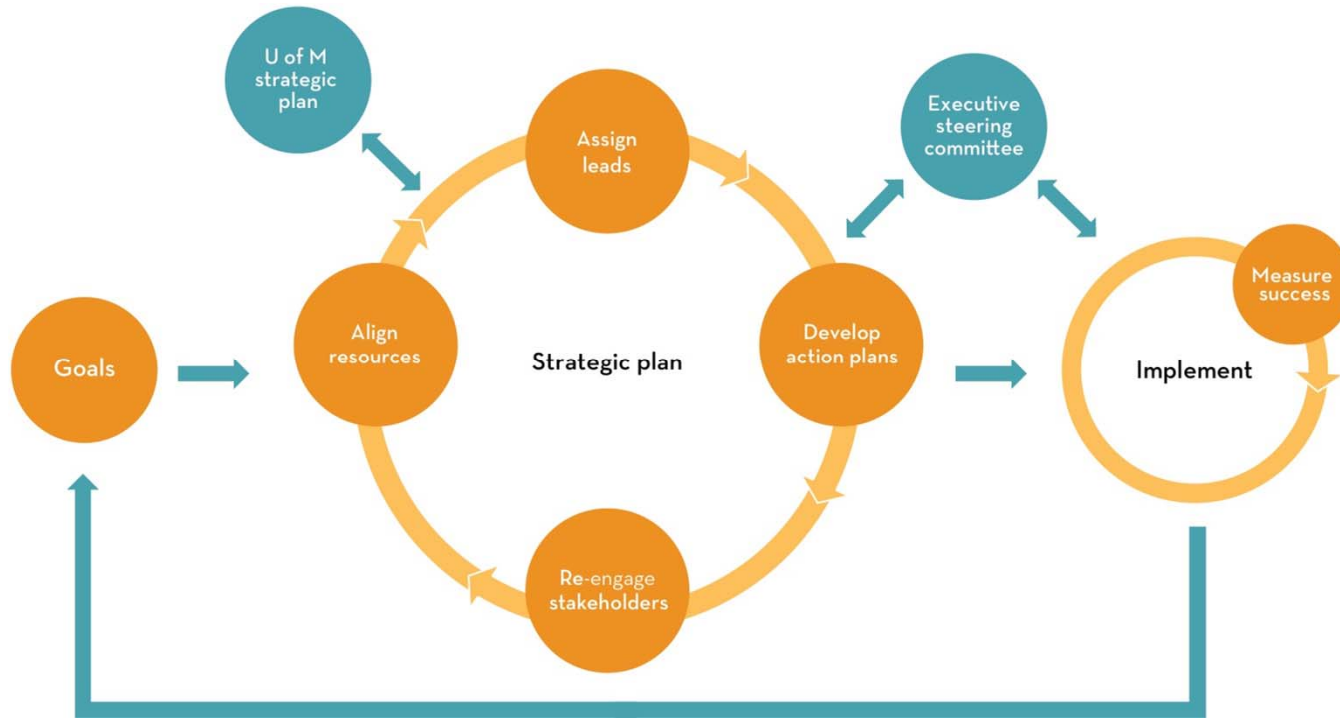 U of M
strategic
plan
Assign
leads
Executive
steering
committee
Measure
success
Goals
Align
resources
Strategic plan
Develop
action plans
Implement
Re-engage
stakeholders